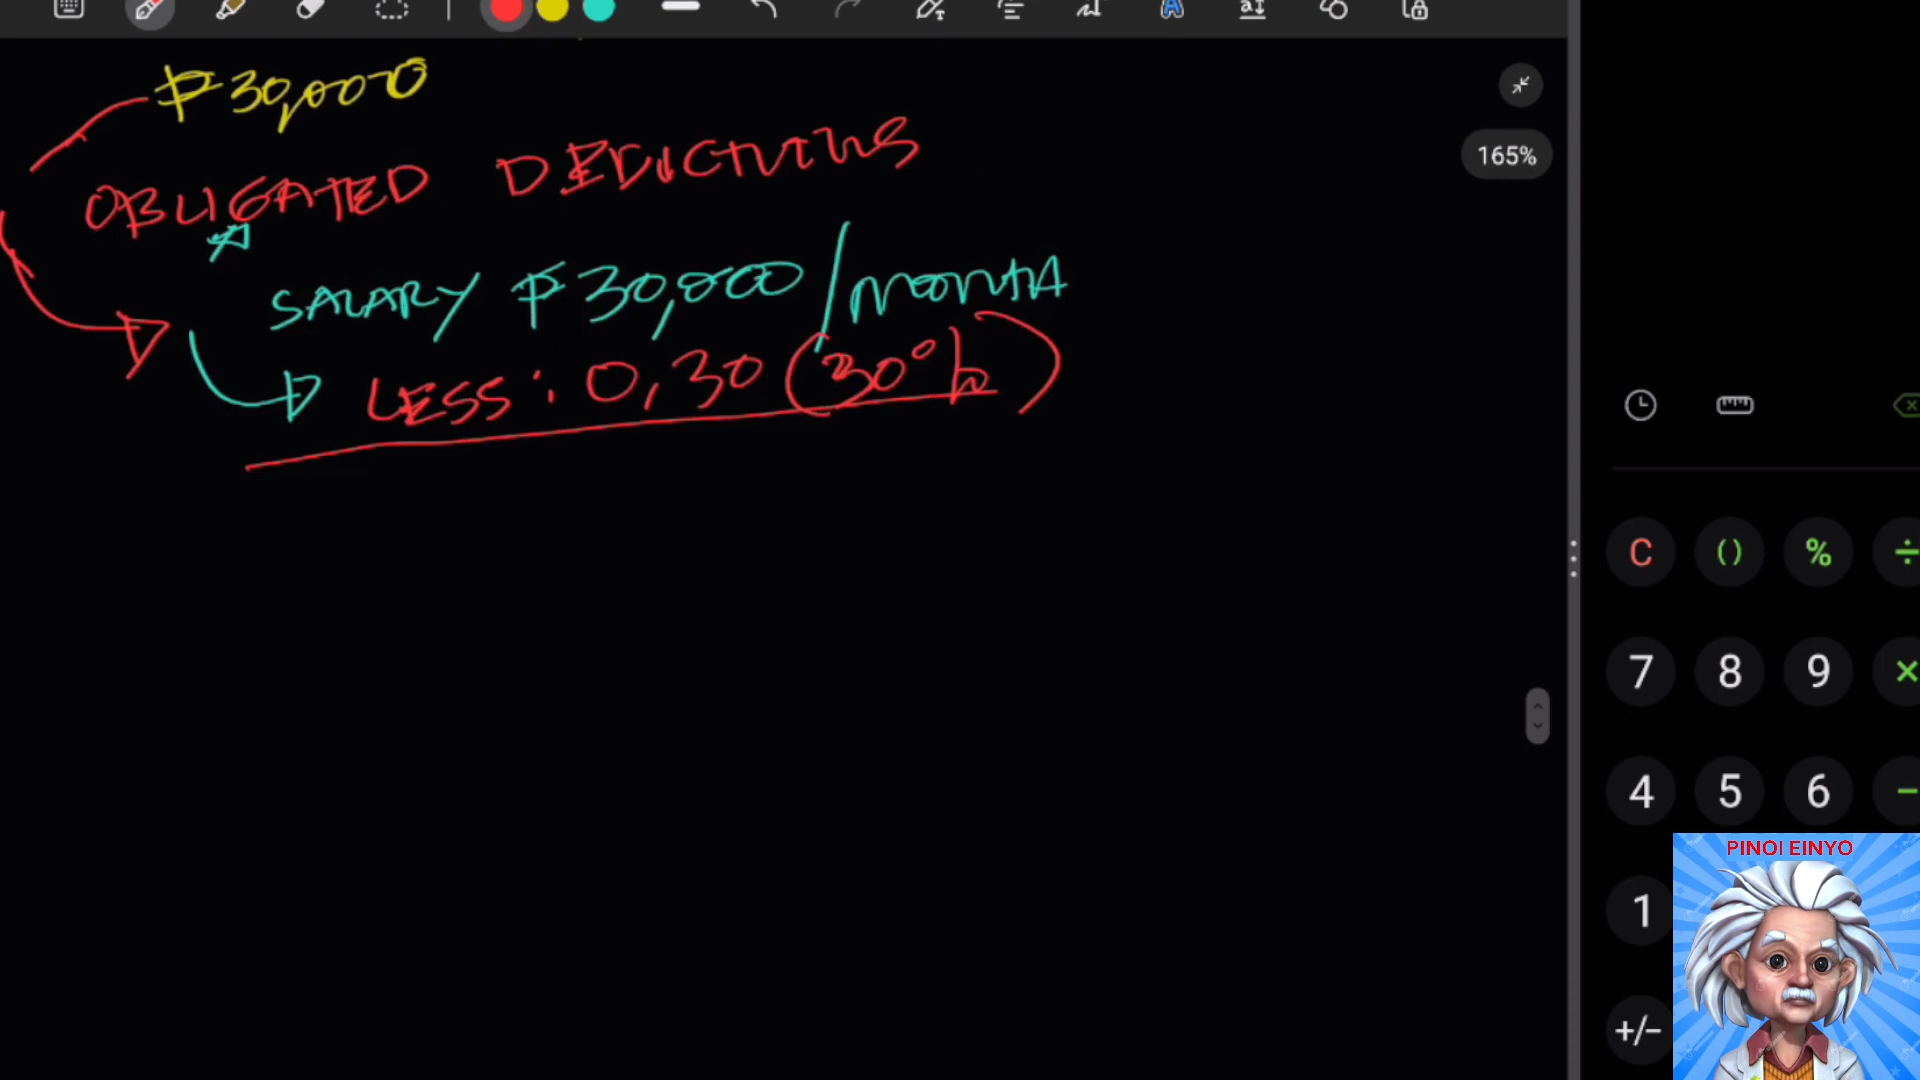 ₱30,000
OBLIGATED DEDUCTIONS
SALARY ₱30,000/MONTH
LESS: 0,30 (30%)
165%
C () % ÷
7 8 9 ×
4 5 6 −
1
+/−
PINOI EINYO